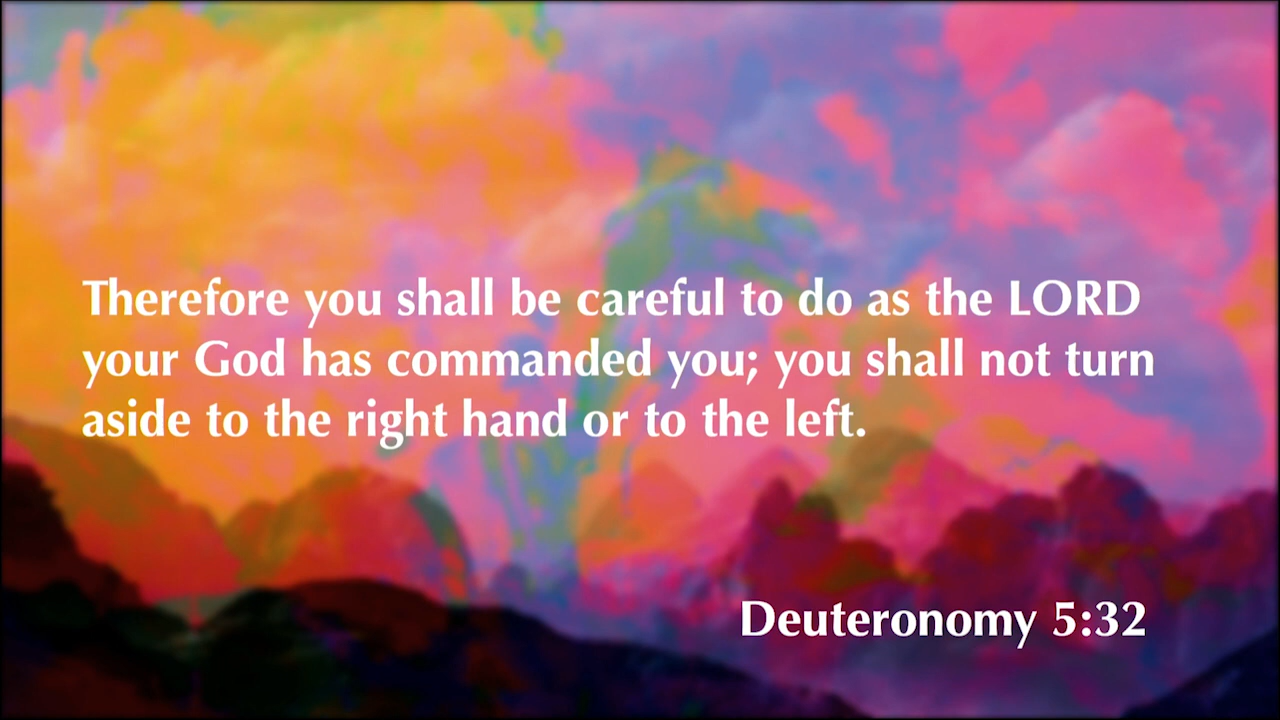 Therefore you shall be careful to do as the LORD
your God has commanded you; you shall not turn
aside to the right hand or to the left.
Deuteronomy 5:32